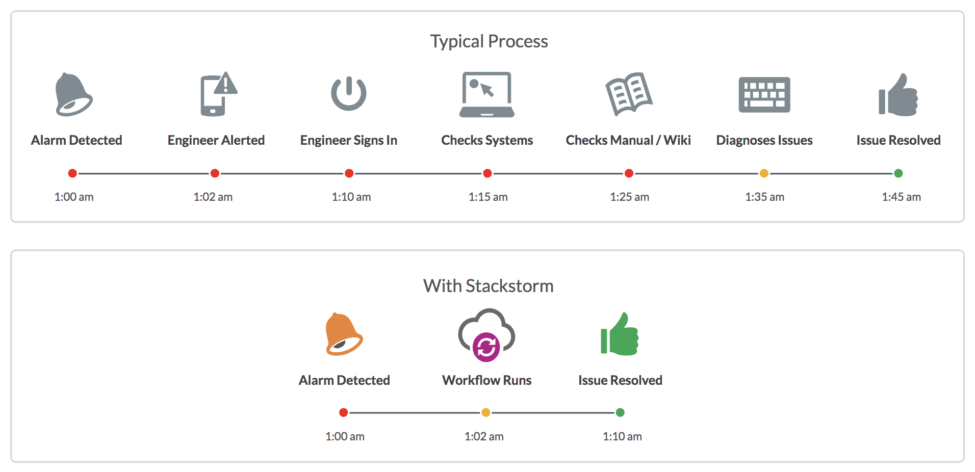 Typical Process
Alarm Detected Engineer Alerted Engineer Signs In Checks Systems Checks Manual / Wiki Diagnoses Issues Issue Resolved
1:00 am 1:02 am 1:10 am 1:15 am 1:25 am 1:35 am 1:45 am
With Stackstorm
Alarm Detected Workflow Runs Issue Resolved
1:00 am 1:02 am 1:10 am